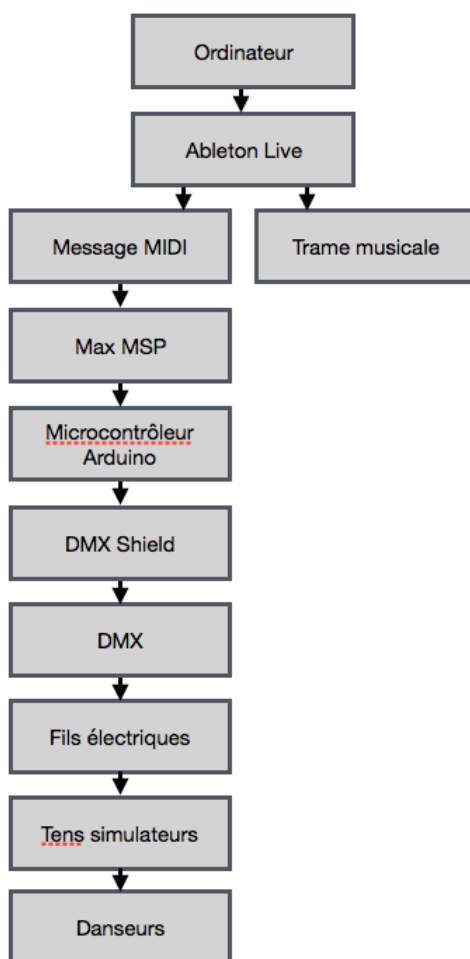 Ordinateur
Ableton Live
Message MIDI
Trame musicale
Max MSP
Microcontrôleur
Arduino
DMX Shield
DMX
Fils électriques
Tens simulateurs
Danseurs